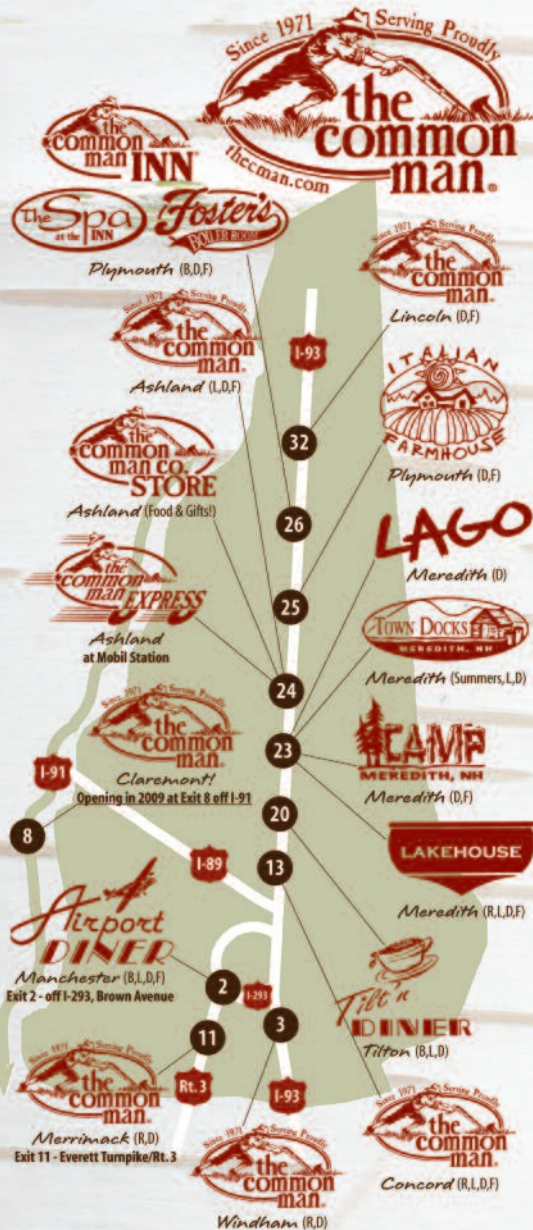 Since 1971 Serving Proudly
the
common
man®
thecman.com
the
common
man INN
The Spa
at the INN
Foster's
BOILER ROOM
Plymouth (B,D,F)
Since 1971 Serving Proudly
the
common
man.
Lincoln (D,F)
I-93
Since 1971 Serving Proudly
the
common
man.
Ashland (L,D,F)
ITALIAN
FARMHOUSE
Plymouth (D,F)
32
the
common
man co.
STORE
Ashland (Food & Gifts!)
26
LAGO
Meredith (D)
the
common
man EXPRESS
Ashland
at Mobil Station
25
TOWN DOCKS
MEREDITH, NH
Meredith (Summers, L,D)
24
Since 1971 Serving Proudly
the
common
man.
Claremont!
Opening in 2009 at Exit 8 off I-91
23
CAMP
MEREDITH, NH
Meredith (D,F)
I-91
20
8
I-89
13
LAKEHOUSE
Meredith (R,L,D,F)
Airport
DINER
Manchester (B,L,D,F)
Exit 2 - off I-293, Brown Avenue
2
I-293
3
Tilt'n
DINER
Tilton (B,L,D)
11
Rt. 3
I-93
the
common
man.
Merrimack (R,D)
Exit 11 - Everett Turnpike/Rt. 3
Since 1971 Serving Proudly
the
common
man.
Windham (R,D)
Since 1971 Serving Proudly
the
common
man.
Concord (R,L,D,F)